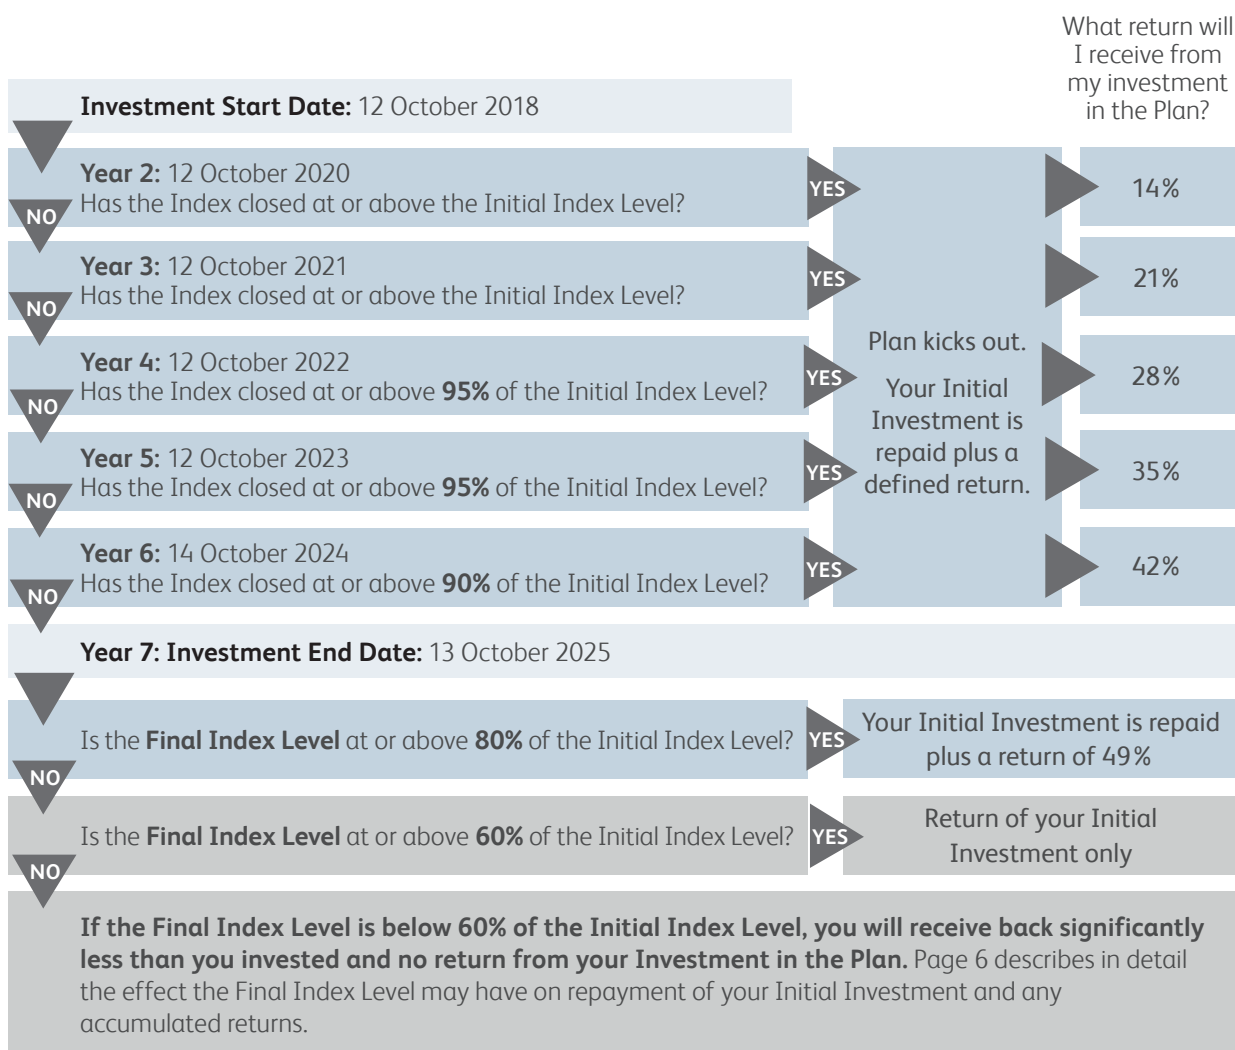 What return will
I receive from
my investment
in the Plan?
Investment Start Date: 12 October 2018
Year 2: 12 October 2020
Has the Index closed at or above the Initial Index Level?
YES
14%
NO
Year 3: 12 October 2021
Has the Index closed at or above the Initial Index Level?
YES
21%
NO
Year 4: 12 October 2022
Has the Index closed at or above 95% of the Initial Index Level?
YES
28%
NO
Year 5: 12 October 2023
Has the Index closed at or above 95% of the Initial Index Level?
YES
35%
NO
Year 6: 14 October 2024
Has the Index closed at or above 90% of the Initial Index Level?
YES
42%
NO
Plan kicks out.
Your Initial
Investment is
repaid plus a
defined return.
Year 7: Investment End Date: 13 October 2025
Is the Final Index Level at or above 80% of the Initial Index Level?
YES
Your Initial Investment is repaid
plus a return of 49%
NO
Is the Final Index Level at or above 60% of the Initial Index Level?
YES
Return of your Initial
Investment only
NO
If the Final Index Level is below 60% of the Initial Index Level, you will receive back significantly
less than you invested and no return from your Investment in the Plan. Page 6 describes in detail
the effect the Final Index Level may have on repayment of your Initial Investment and any
accumulated returns.